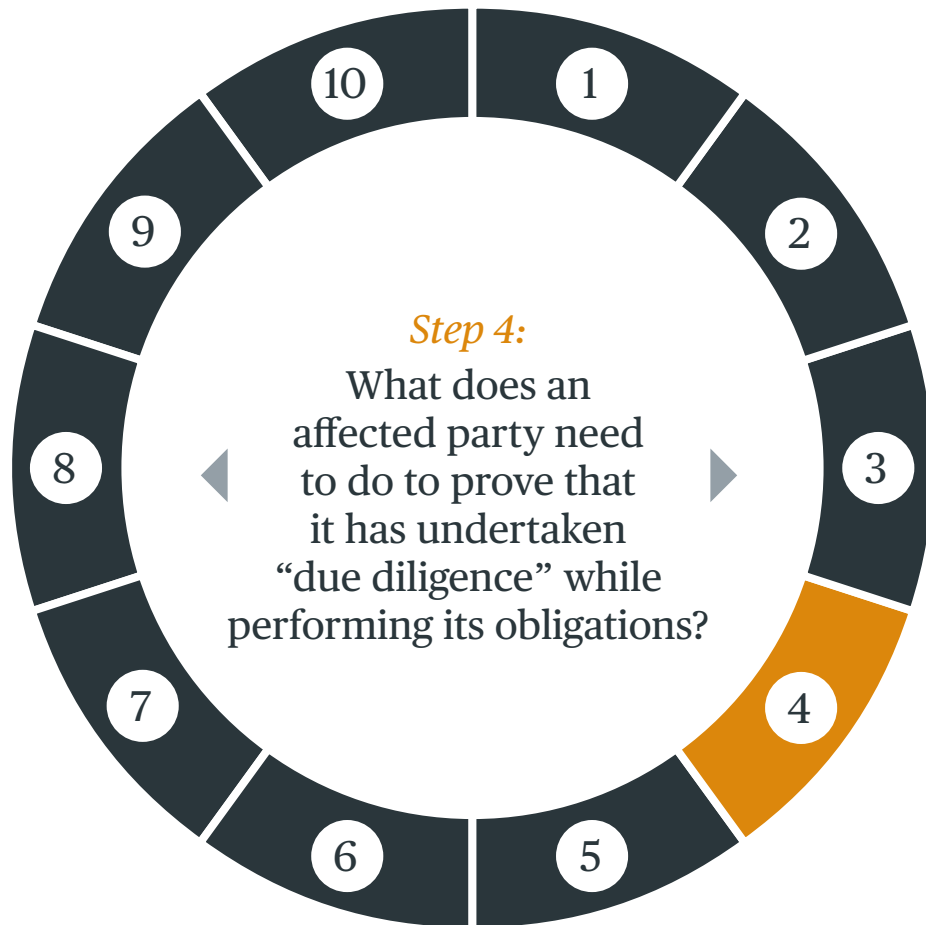 10
1
9
2
Step 4:
What does an
affected party need
to do to prove that
it has undertaken
“due diligence” while
performing its obligations?
8
3
7
4
6
5